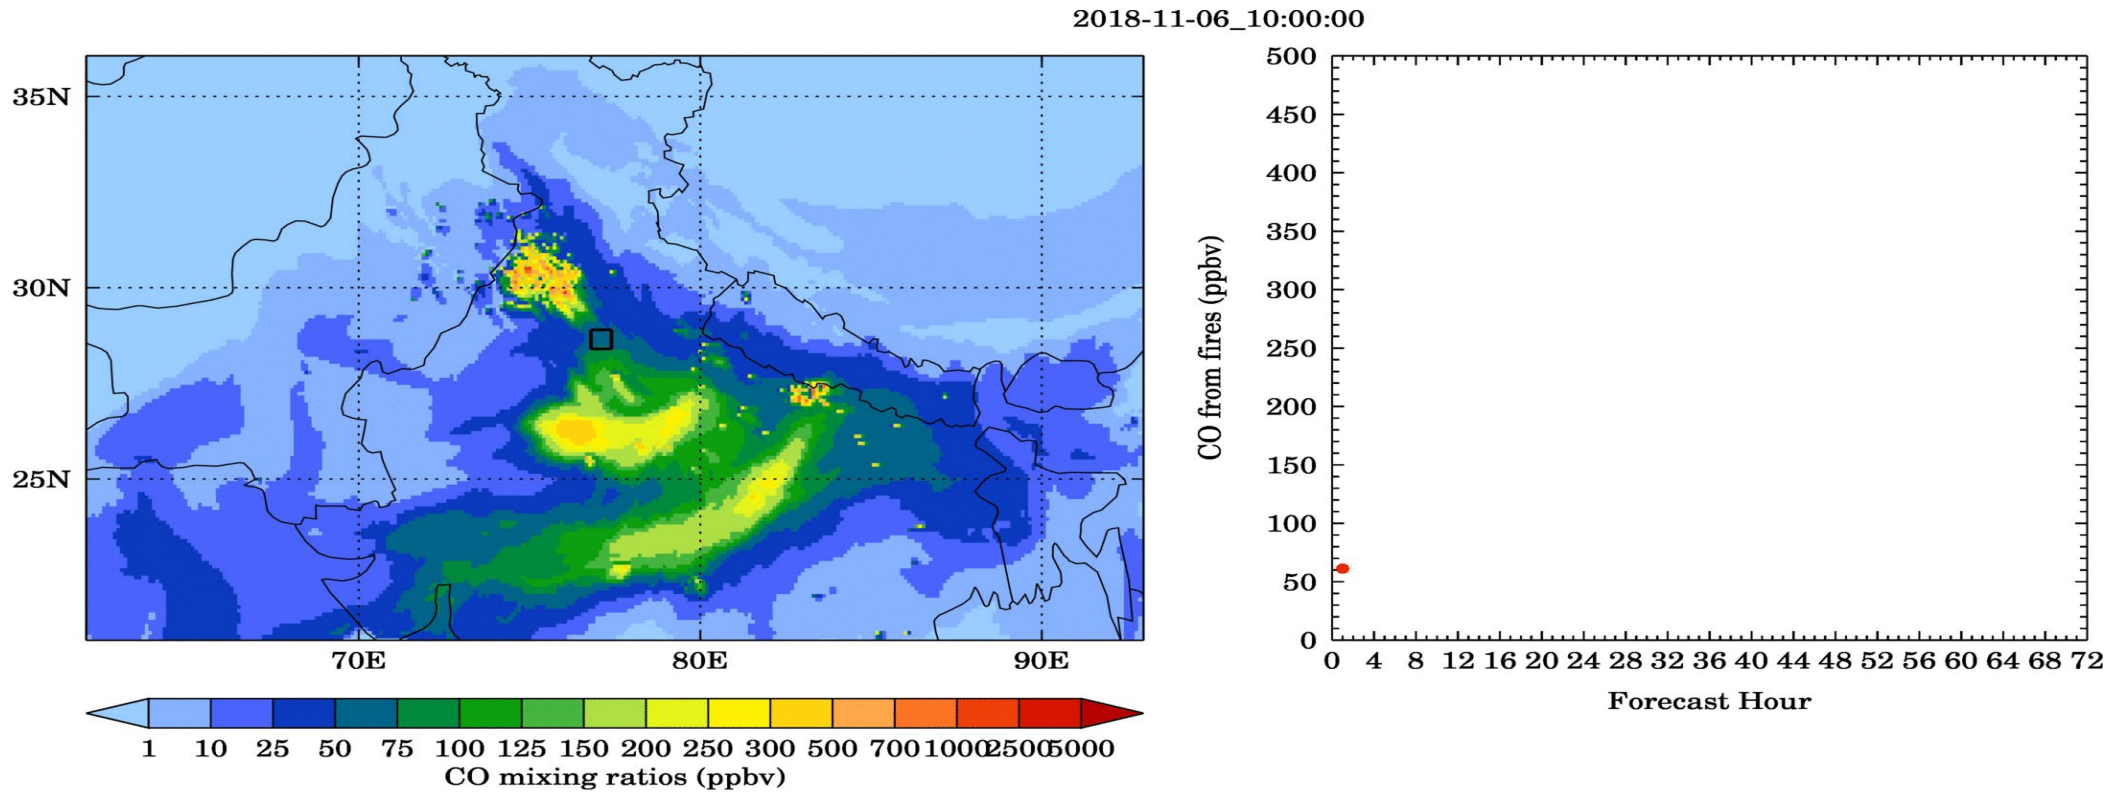 2018-11-06_10:00:00
35N
30N
25N
70E 80E 90E
1 10 25 50 75 100 125 150 200 250 300 500 700 1000 2500 5000
CO mixing ratios (ppbv)
500
450
400
350
300
250
200
150
100
50
0
CO from fires (ppbv)
0 4 8 12 16 20 24 28 32 36 40 44 48 52 56 60 64 68 72
Forecast Hour